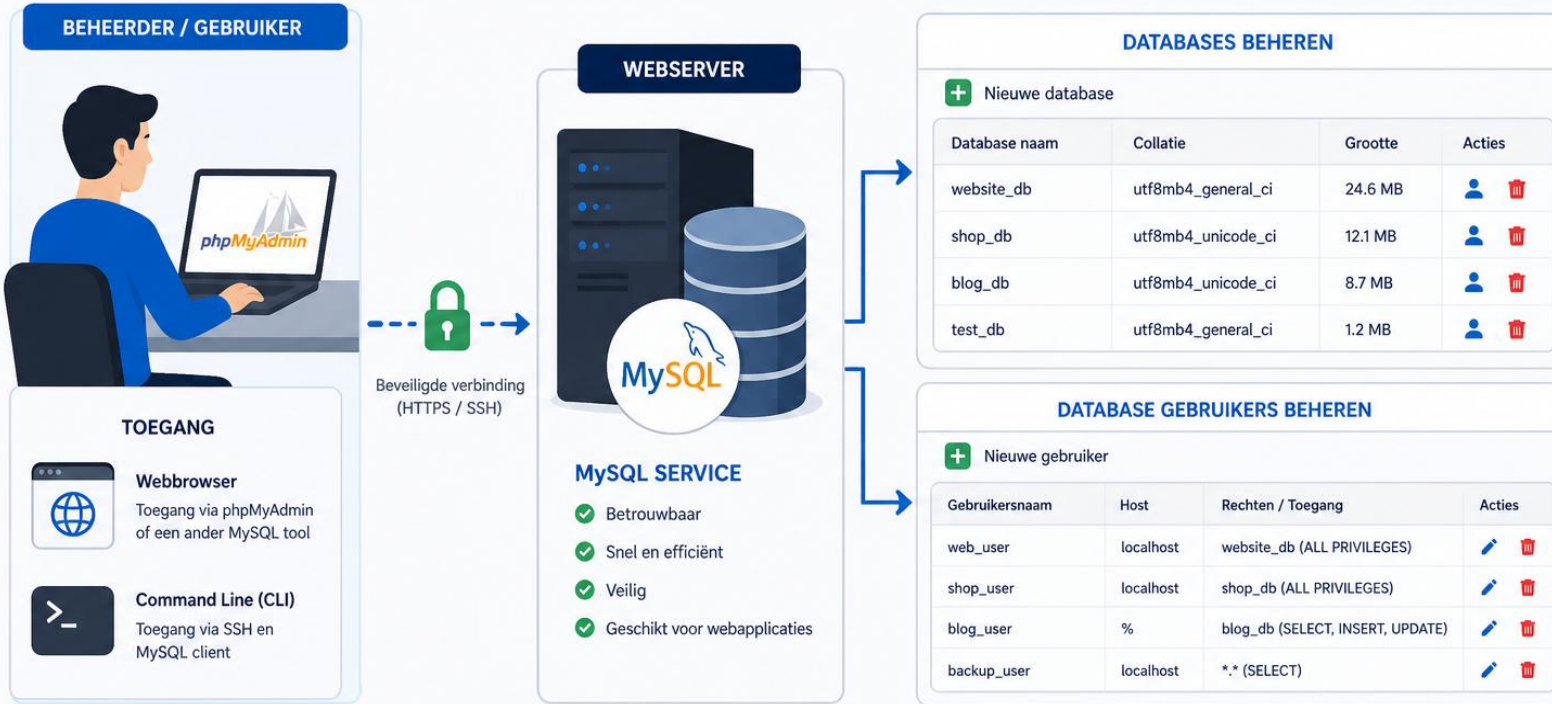 BEHEERDER / GEBRUIKER
phpMyAdmin
TOEGANG
Webbrowser
Toegang via phpMyAdmin
of een ander MySQL tool
>_
Command Line (CLI)
Toegang via SSH en
MySQL client
Beveiligde verbinding
(HTTPS / SSH)
WEBSERVER
MySQL
MySQL SERVICE
Betrouwbaar
Snel en efficiënt
Veilig
Geschikt voor webapplicaties
DATABASES BEHEREN
+ Nieuwe database
Database naam Collatie Grootte Acties
website_db utf8mb4_general_ci 24.6 MB
shop_db utf8mb4_unicode_ci 12.1 MB
blog_db utf8mb4_unicode_ci 8.7 MB
test_db utf8mb4_general_ci 1.2 MB
DATABASE GEBRUIKERS BEHEREN
+ Nieuwe gebruiker
Gebruikersnaam Host Rechten / Toegang Acties
web_user localhost website_db (ALL PRIVILEGES)
shop_user localhost shop_db (ALL PRIVILEGES)
blog_user % blog_db (SELECT, INSERT, UPDATE)
backup_user localhost *.* (SELECT)